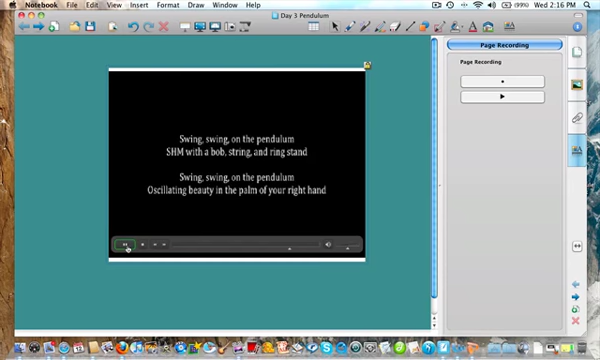 Notebook File Edit View Insert Format Draw Window Help (99%) Wed 2:16 PM
Day 3 Pendulum
Page Recording
Page Recording
Swing, swing, on the pendulum
SHM with a bob, string, and ring stand
Swing, swing, on the pendulum
Oscillating beauty in the palm of your right hand